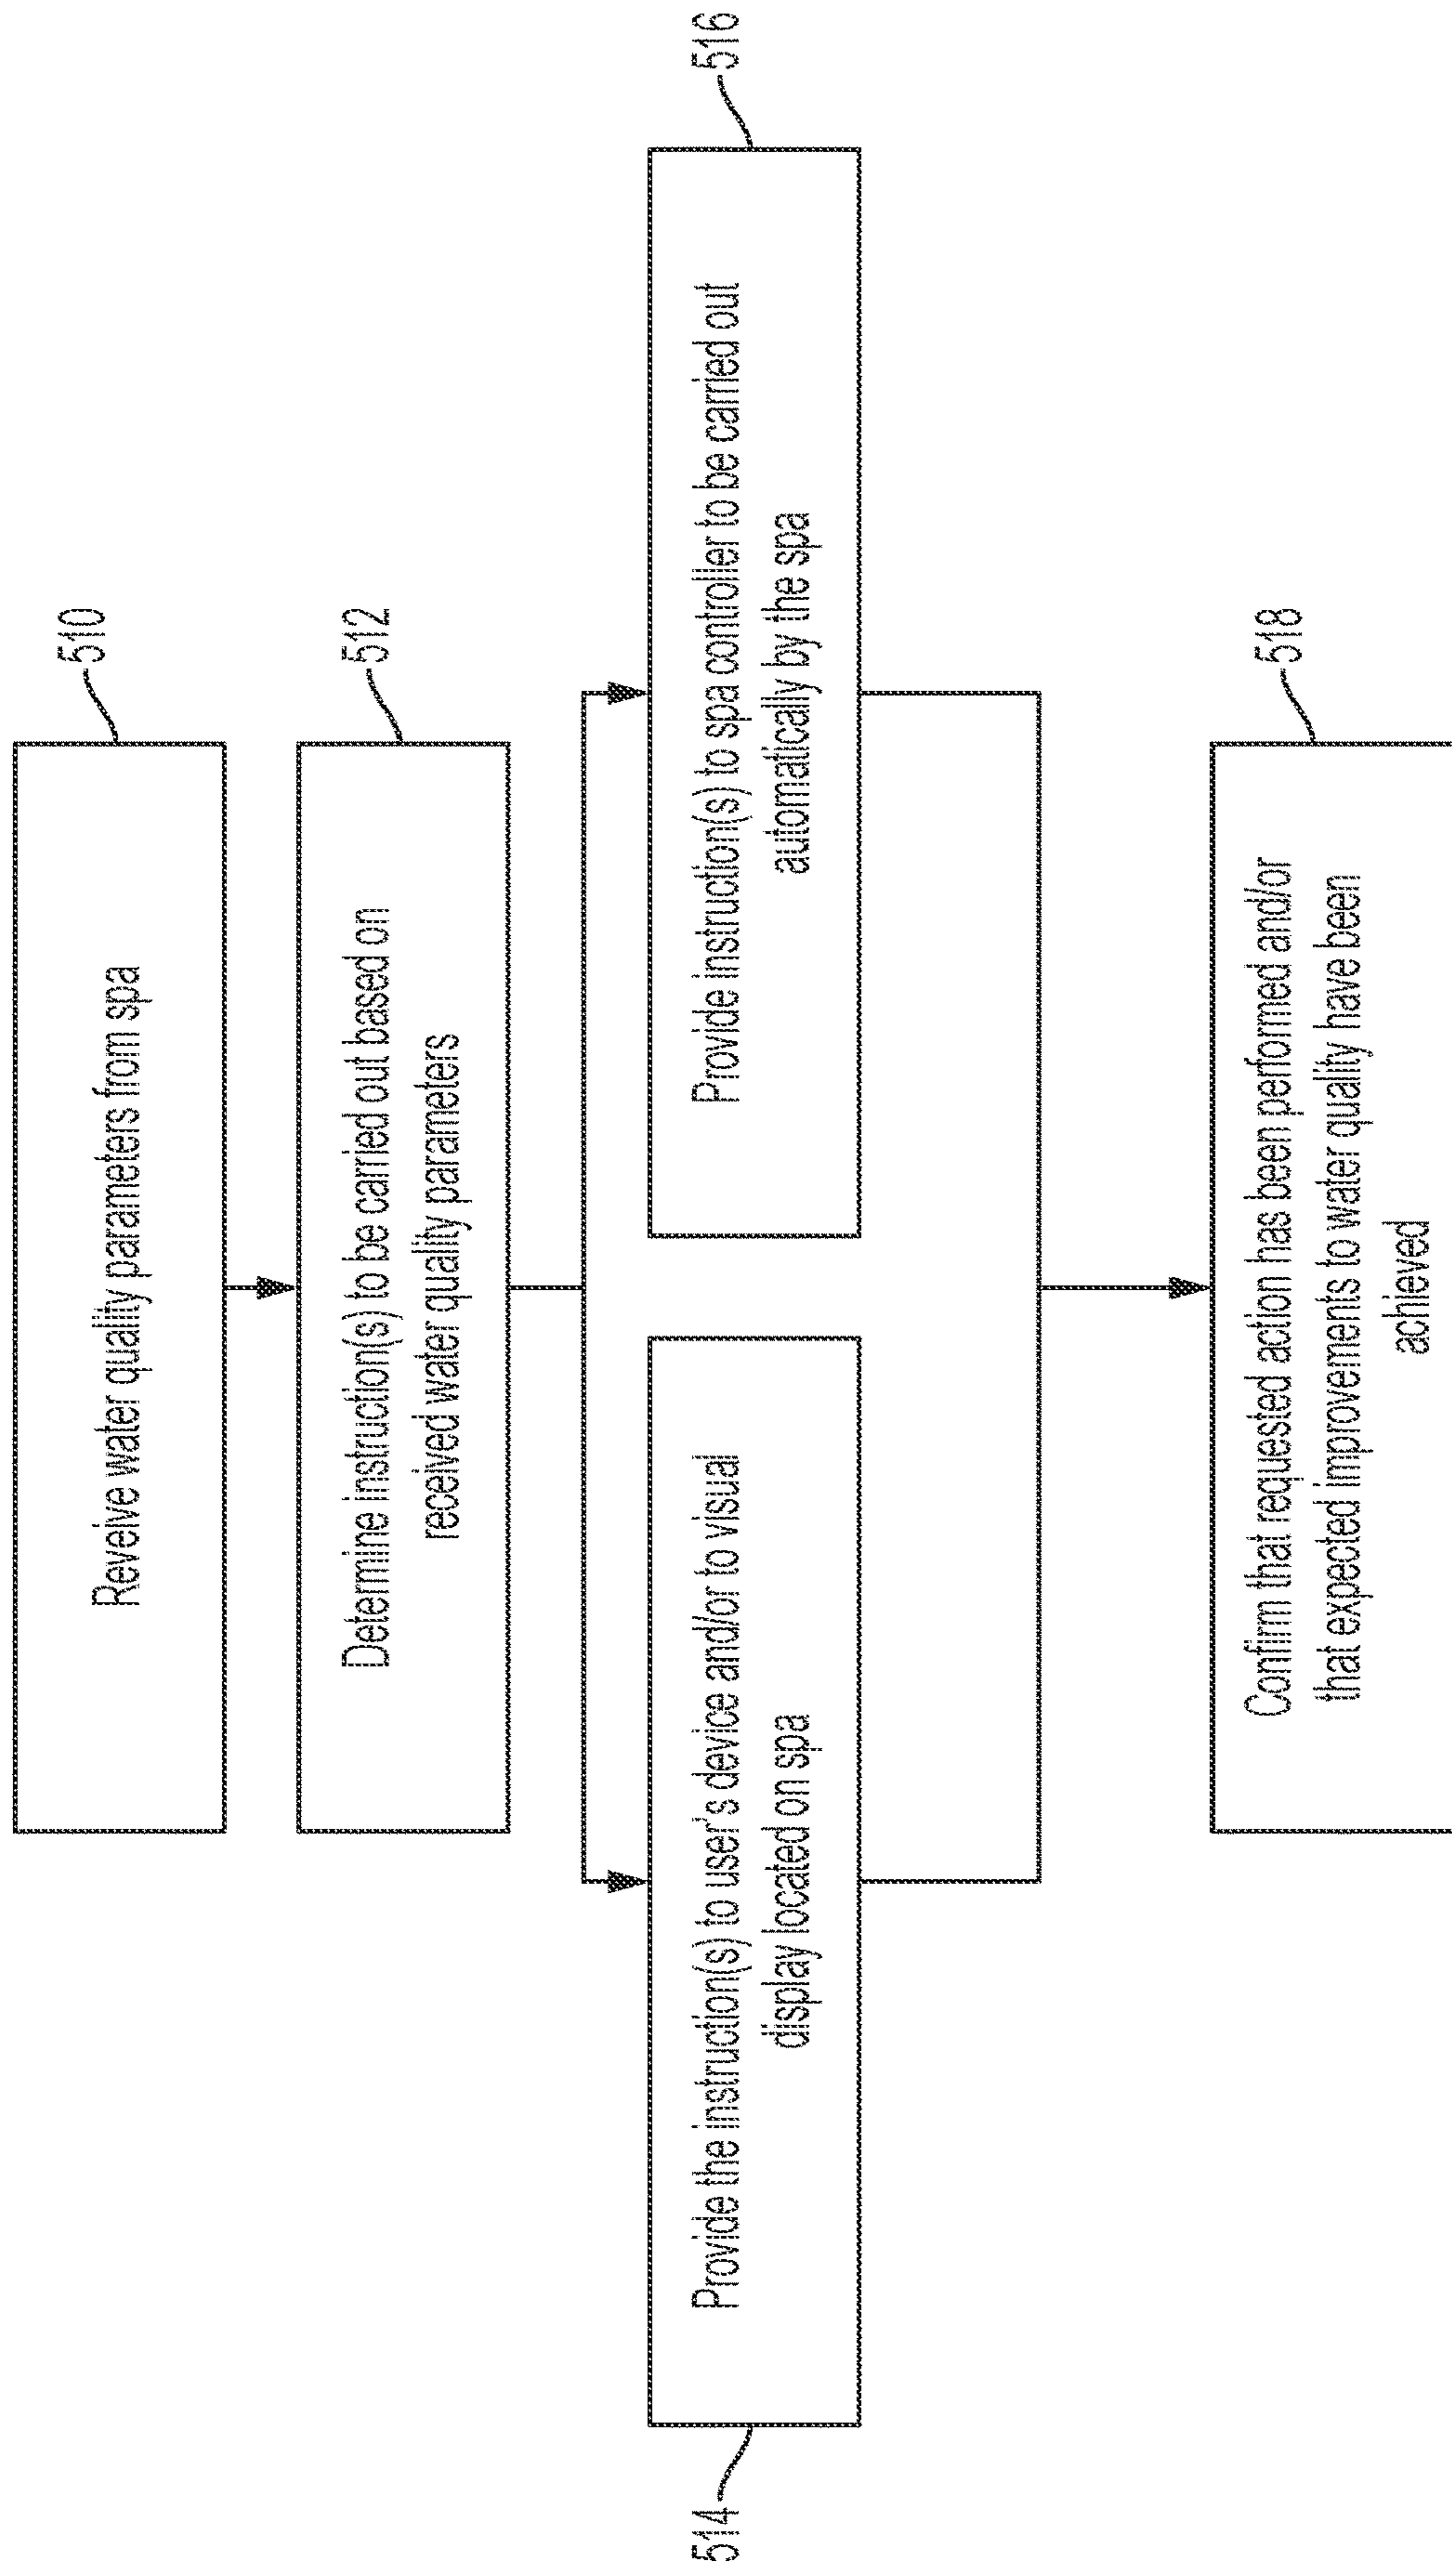 510
Reveive water quality parameters from spa
512
Determine instruction(s) to be carried out based on
received water quality parameters
514
Provide the instruction(s) to user's device and/or to visual
display located on spa
516
Provide instruction(s) to spa controller to be carried out
automatically by the spa
518
Confirm that requested action has been performed and/or
that expected improvements to water quality have been
achieved